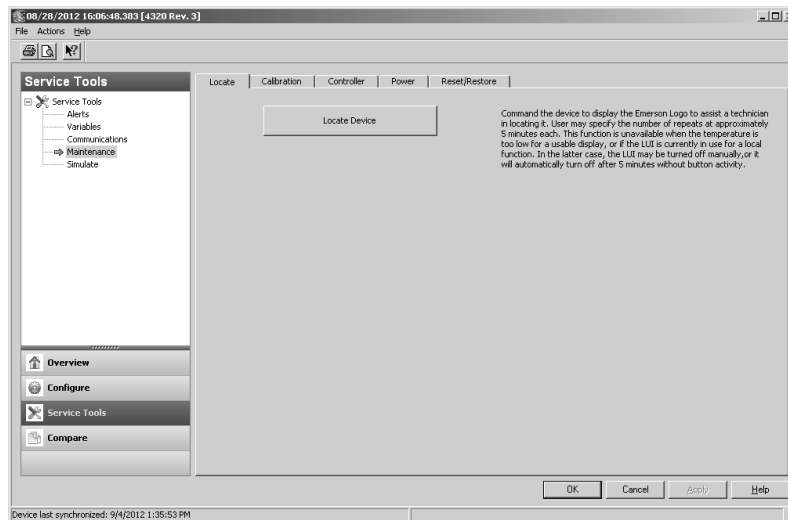 08/28/2012 16:06:48.383 [4320 Rev. 3]
File Actions Help
Service Tools
Service Tools
Alerts
Variables
Communications
Maintenance
Simulate
Overview
Configure
Service Tools
Compare
Locate Calibration Controller Power Reset/Restore
Locate Device
Command the device to display the Emerson Logo to assist a technician
in locating it. User may specify the number of repeats at approximately
5 minutes each. This function is unavailable when the temperature is
too low for a usable display, or if the LUI is currently in use for a local
function. In the latter case, the LUI may be turned off manually,or it
will automatically turn off after 5 minutes without button activity.
OK Cancel Apply Help
Device last synchronized: 9/4/2012 1:35:53 PM